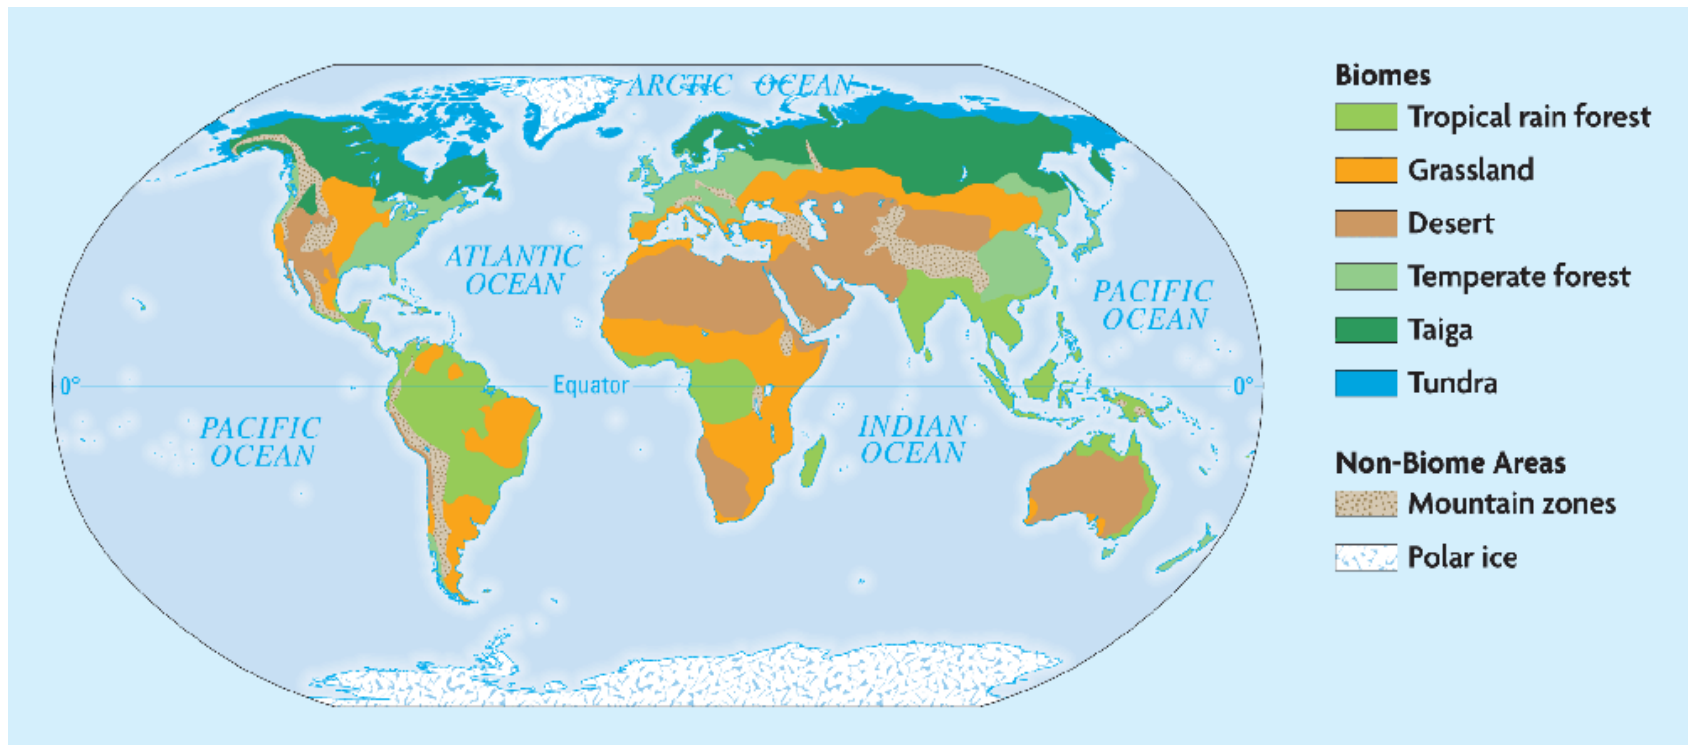 ARCTIC OCEAN
ATLANTIC
OCEAN
PACIFIC
OCEAN
0°
Equator
0°
PACIFIC
OCEAN
INDIAN
OCEAN
Biomes
Tropical rain forest
Grassland
Desert
Temperate forest
Taiga
Tundra
Non-Biome Areas
Mountain zones
Polar ice